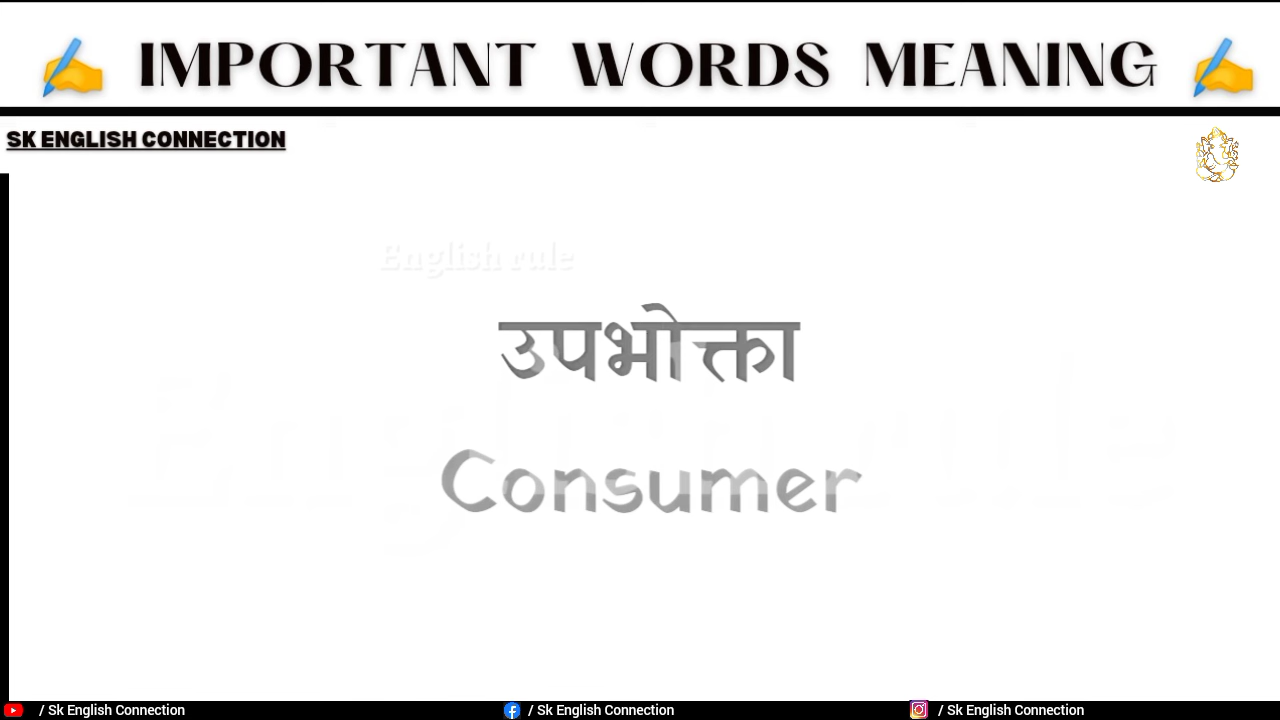 IMPORTANT WORDS MEANING
SK ENGLISH CONNECTION
English rule
उपभोक्ता
Consumer
/ Sk English Connection
/ Sk English Connection
/ Sk English Connection